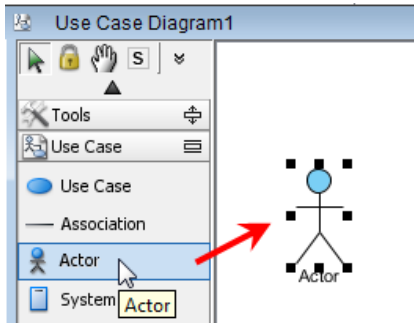 Use Case Diagram1
S
Tools
Use Case
Use Case
Association
Actor
System
Actor
Actor